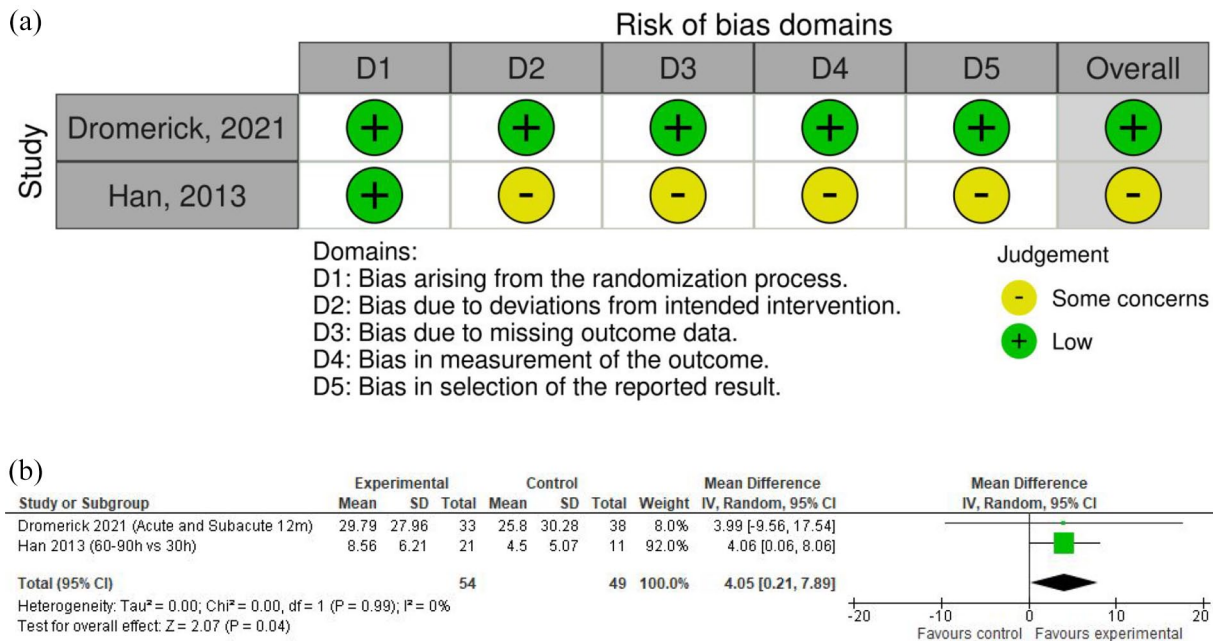 (a)
Risk of bias domains
D1 D2 D3 D4 D5 Overall
Study
Dromerick, 2021 + + + + + +
Han, 2013 + - - - - -
Domains:
D1: Bias arising from the randomization process.
D2: Bias due to deviations from intended intervention.
D3: Bias due to missing outcome data.
D4: Bias in measurement of the outcome.
D5: Bias in selection of the reported result.
Judgement
- Some concerns
+ Low
(b)
Experimental Control Mean Difference Mean Difference
Study or Subgroup Mean SD Total Mean SD Total Weight IV, Random, 95% CI IV, Random, 95% CI
Dromerick 2021 (Acute and Subacute 12m) 29.79 27.96 33 25.8 30.28 38 8.0% 3.99 [-9.56, 17.54]
Han 2013 (60-90h vs 30h) 8.56 6.21 21 4.5 5.07 11 92.0% 4.06 [0.06, 8.06]
Total (95% CI) 54 49 100.0% 4.05 [0.21, 7.89]
Heterogeneity: Tau² = 0.00; Chi² = 0.00, df = 1 (P = 0.99); I² = 0%
Test for overall effect: Z = 2.07 (P = 0.04)
-20 -10 0 10 20
Favours control Favours experimental